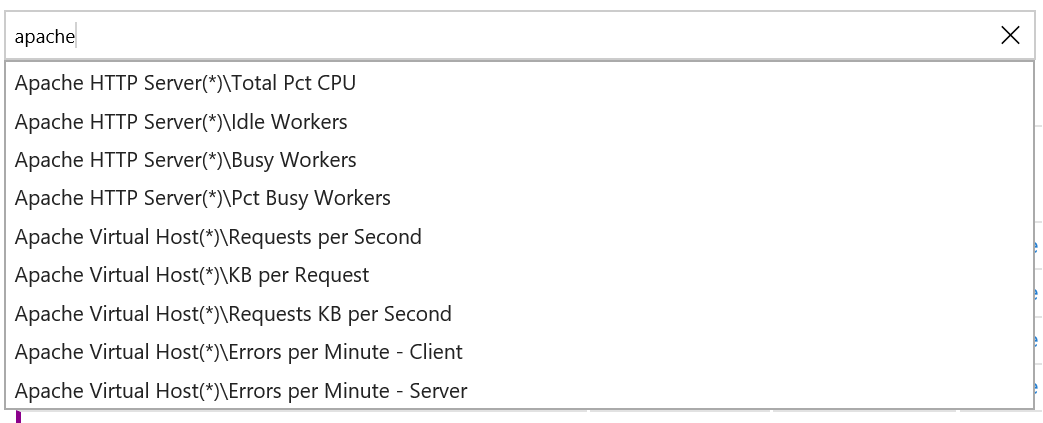 apache
Apache HTTP Server(*)\Total Pct CPU
Apache HTTP Server(*)\Idle Workers
Apache HTTP Server(*)\Busy Workers
Apache HTTP Server(*)\Pct Busy Workers
Apache Virtual Host(*)\Requests per Second
Apache Virtual Host(*)\KB per Request
Apache Virtual Host(*)\Requests KB per Second
Apache Virtual Host(*)\Errors per Minute - Client
Apache Virtual Host(*)\Errors per Minute - Server